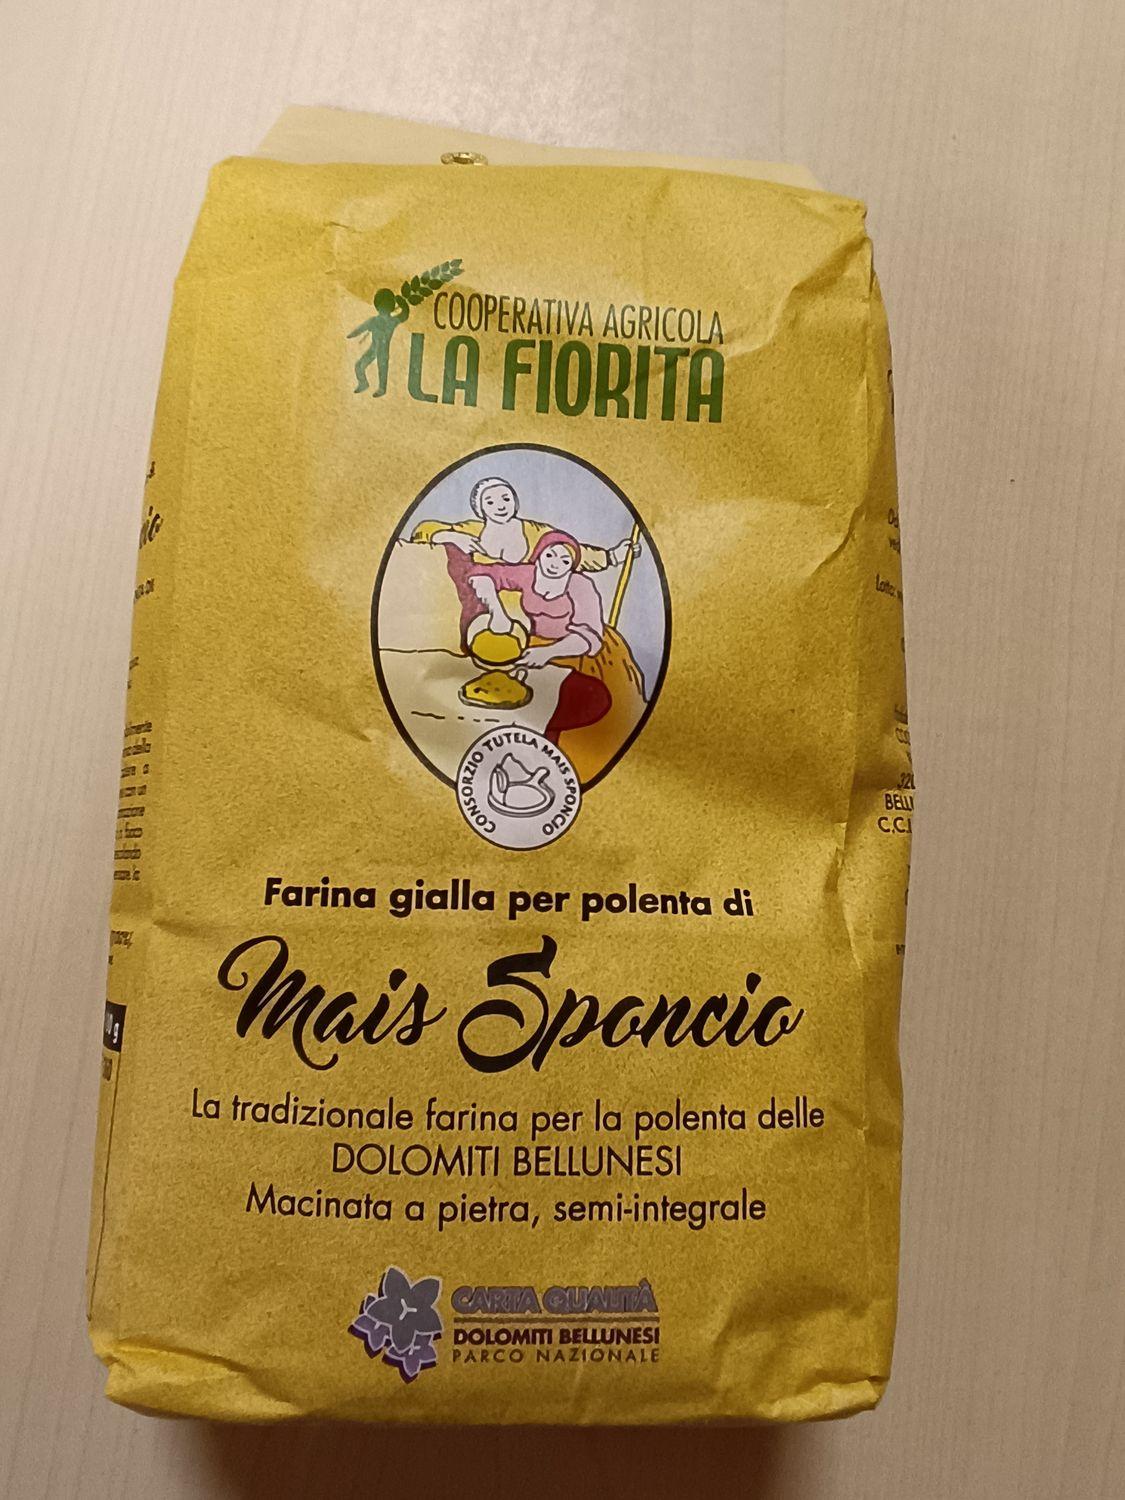 COOPERATIVA AGRICOLA
LA FIORITA
CONSORZIO TUTELA MAIS SPONCIO
Farina gialla per polenta di
Mais Sponcio
La tradizionale farina per la polenta delle
DOLOMITI BELLUNESI
Macinata a pietra, semi-integrale
CARTA QUALITÀ
DOLOMITI BELLUNESI
PARCO NAZIONALE